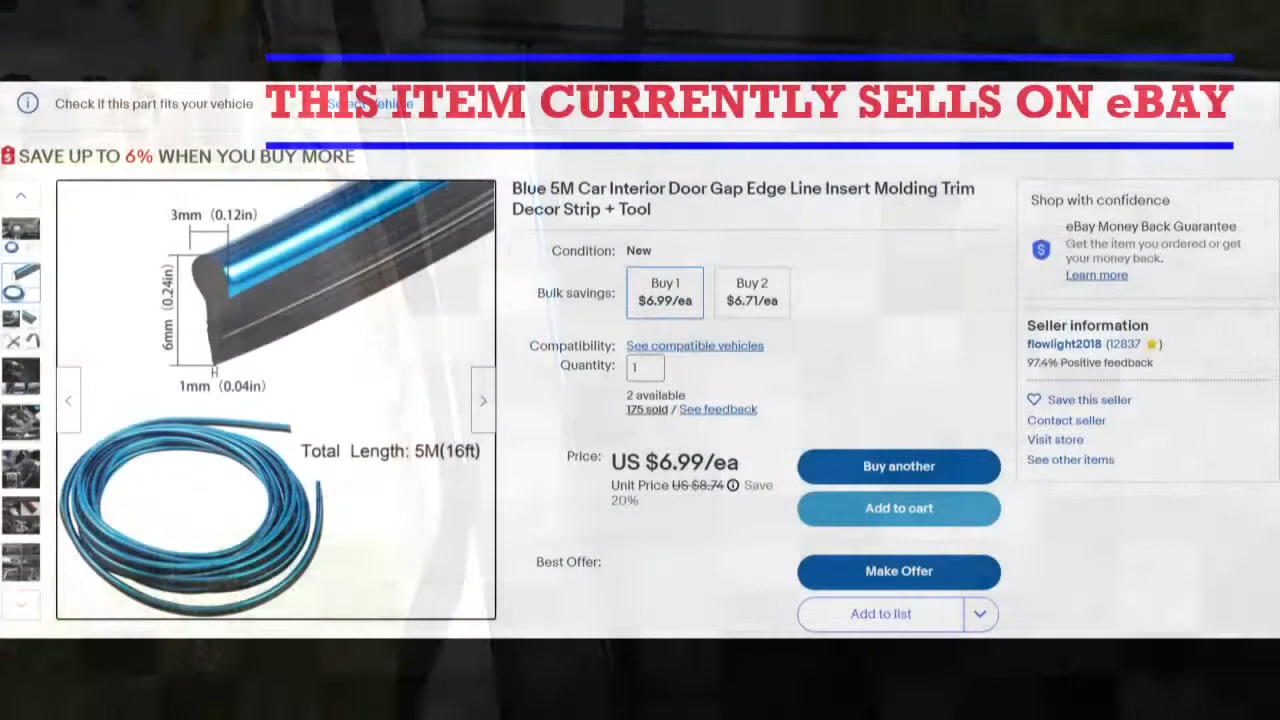 THIS ITEM CURRENTLY SELLS ON eBAY
Check if this part fits your vehicle
Select Vehicle
SAVE UP TO 6% WHEN YOU BUY MORE
3mm (0.12in)
6mm (0.24in)
1mm (0.04in)
Total Length: 5M(16ft)
Blue 5M Car Interior Door Gap Edge Line Insert Molding Trim
Decor Strip + Tool
Condition: New
Bulk savings:
Buy 1
$6.99/ea
Buy 2
$6.71/ea
Compatibility: See compatible vehicles
Quantity: 1
2 available
175 sold / See feedback
Price: US $6.99/ea
Unit Price US $8.74 Save
20%
Buy another
Add to cart
Best Offer:
Make Offer
Add to list
Shop with confidence
eBay Money Back Guarantee
Get the item you ordered or get
your money back.
Learn more
Seller information
flowlight2018 (12837)
97.4% Positive feedback
Save this seller
Contact seller
Visit store
See other items